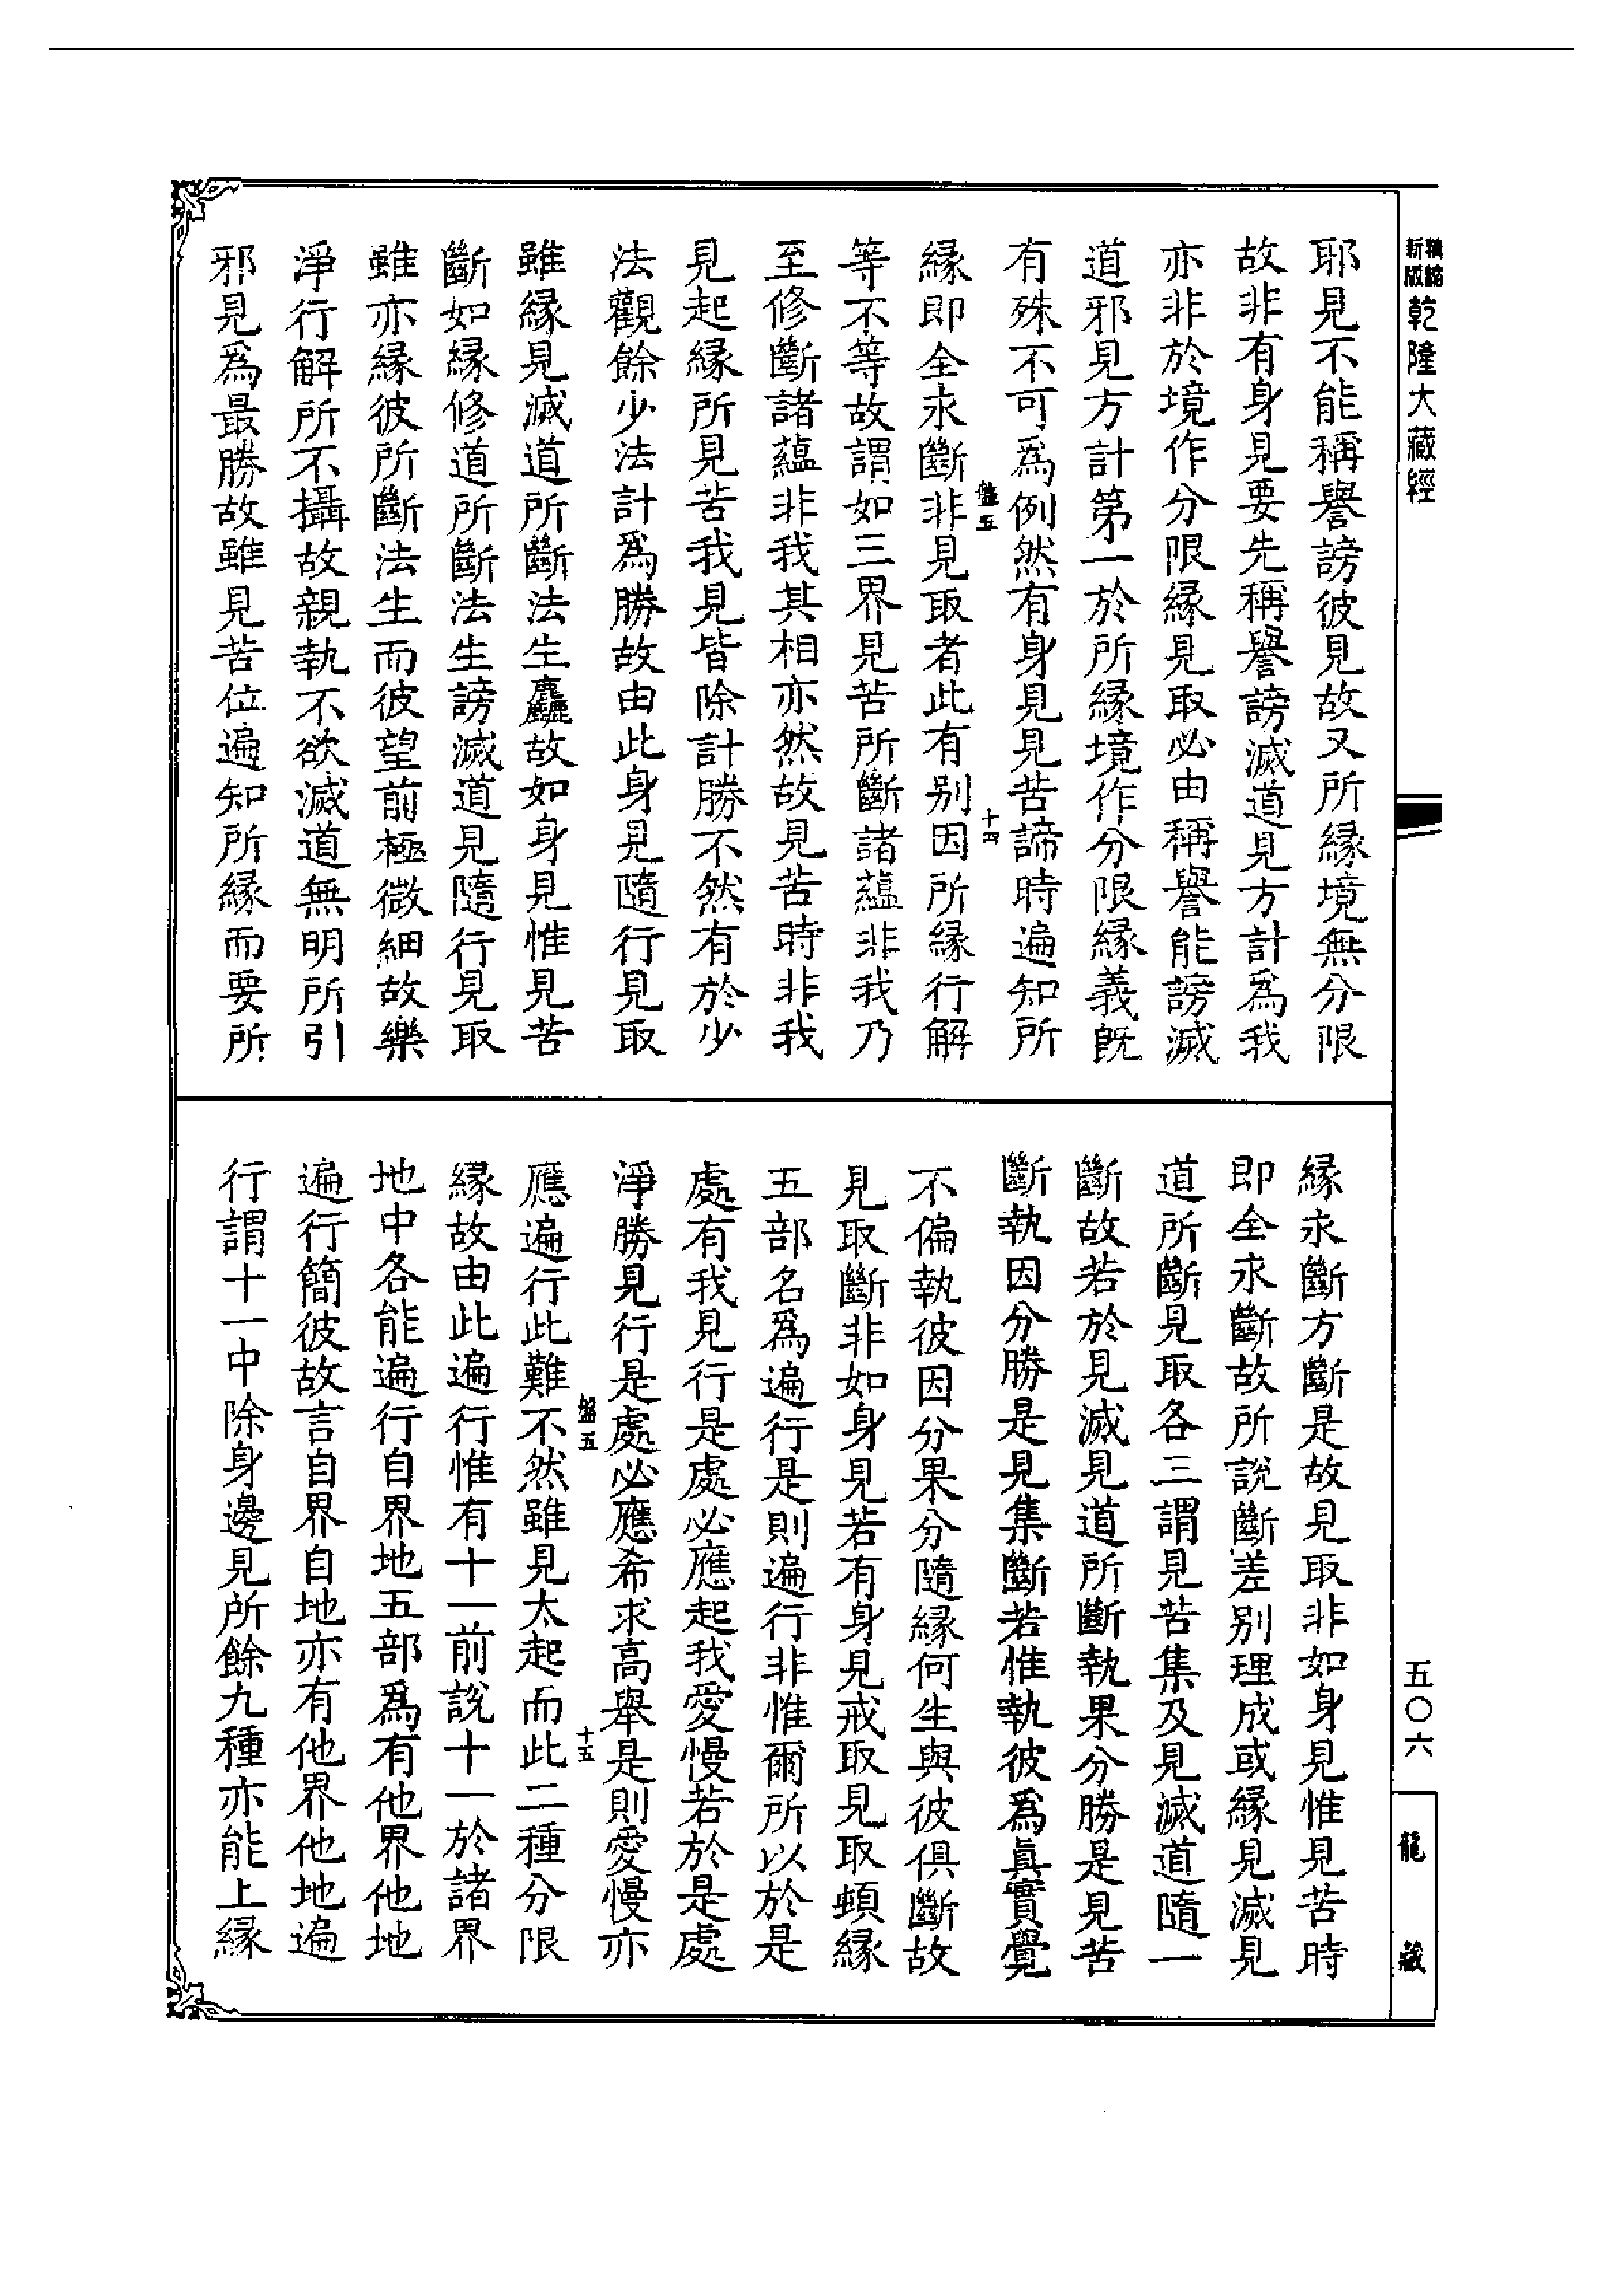 精縮新版乾隆大藏經
耶見不能稱譽謗彼見故又所緣境無分限
故非有身見要先稱譽謗滅道見方計爲我
亦非於境作分限緣見取必由稱譽能謗滅
道邪見方計第一於所緣境作分限緣義旣
有殊不可爲例然有身見見苦諦時遍知所
盤五
十四
緣即全永斷非見取者此有別因所緣行解
等不等故謂如三界見苦所斷諸蘊非我乃
至修斷諸蘊非我其相亦然故見苦時非我
見起緣所見苦我見皆除計勝不然有於少
法觀餘少法計爲勝故由此身見隨行見取
雖緣見滅道所斷法生麤故如身見惟見苦
斷如緣修道所斷法生謗滅道見隨行見取
雖亦緣彼所斷法生而彼望前極微細故樂
淨行解所不攝故親執不欲滅道無明所引
邪見爲最勝故雖見苦位遍知所緣而要所
緣永斷方斷是故見取非如身見惟見苦時
即全永斷故所說斷差別理成或緣見滅見
道所斷見取各三謂見苦集及見滅道隨一
斷故若於見滅見道所斷執果分勝是見苦
斷執因分勝是見集斷若惟執彼爲眞實覺
不偏執彼因分果分隨緣何生與彼俱斷故
見取斷非如身見若有身見戒取見取頓緣
五部名爲遍行是則遍行非惟爾所以於是
處有我見行是處必應起我愛慢若於是處
淨勝見行是處必應希求高舉是則愛慢亦
盤五
十五
應遍行此難不然雖見太起而此二種分限
緣故由此遍行惟有十一前說十一於諸界
地中各能遍行自界地五部爲有他界他地
遍行簡彼故言自界自地亦有他界他地遍
行謂十一中除身邊見所餘九種亦能上緣
五〇六
龍藏